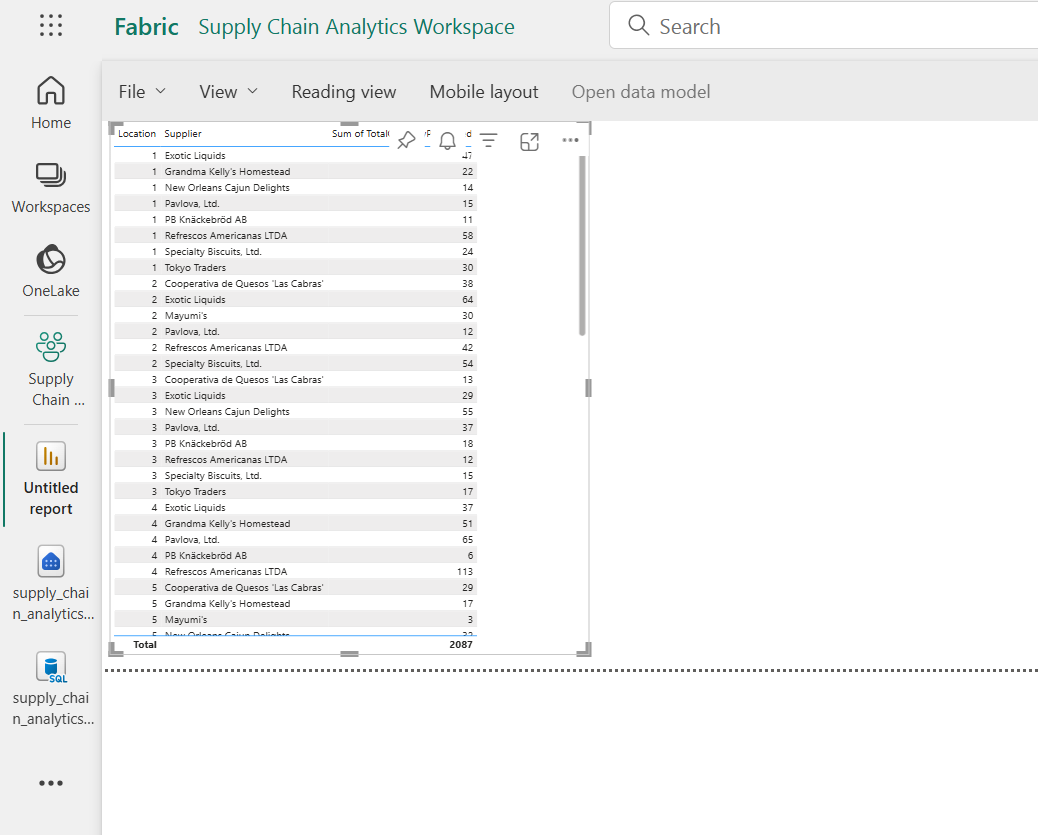 Fabric Supply Chain Analytics Workspace Search
File View Reading view Mobile layout Open data model
Home
Workspaces
OneLake
Supply
Chain ...
Untitled
report
supply_chai
n_analytics...
SQL
supply_chai
n_analytics...
Location Supplier Sum of Total
1 Exotic Liquids 47
1 Grandma Kelly's Homestead 22
1 New Orleans Cajun Delights 14
1 Pavlova, Ltd. 15
1 PB Knäckebröd AB 11
1 Refrescos Americanas LTDA 58
1 Specialty Biscuits, Ltd. 24
1 Tokyo Traders 30
2 Cooperativa de Quesos 'Las Cabras' 38
2 Exotic Liquids 64
2 Mayumi's 30
2 Pavlova, Ltd. 12
2 Refrescos Americanas LTDA 42
2 Specialty Biscuits, Ltd. 54
3 Cooperativa de Quesos 'Las Cabras' 13
3 Exotic Liquids 29
3 New Orleans Cajun Delights 55
3 Pavlova, Ltd. 37
3 PB Knäckebröd AB 18
3 Refrescos Americanas LTDA 12
3 Specialty Biscuits, Ltd. 15
3 Tokyo Traders 17
4 Exotic Liquids 37
4 Grandma Kelly's Homestead 51
4 Pavlova, Ltd. 65
4 PB Knäckebröd AB 6
4 Refrescos Americanas LTDA 113
5 Cooperativa de Quesos 'Las Cabras' 29
5 Grandma Kelly's Homestead 17
5 Mayumi's 3
5 New Orleans Cajun Delights
Total 2087